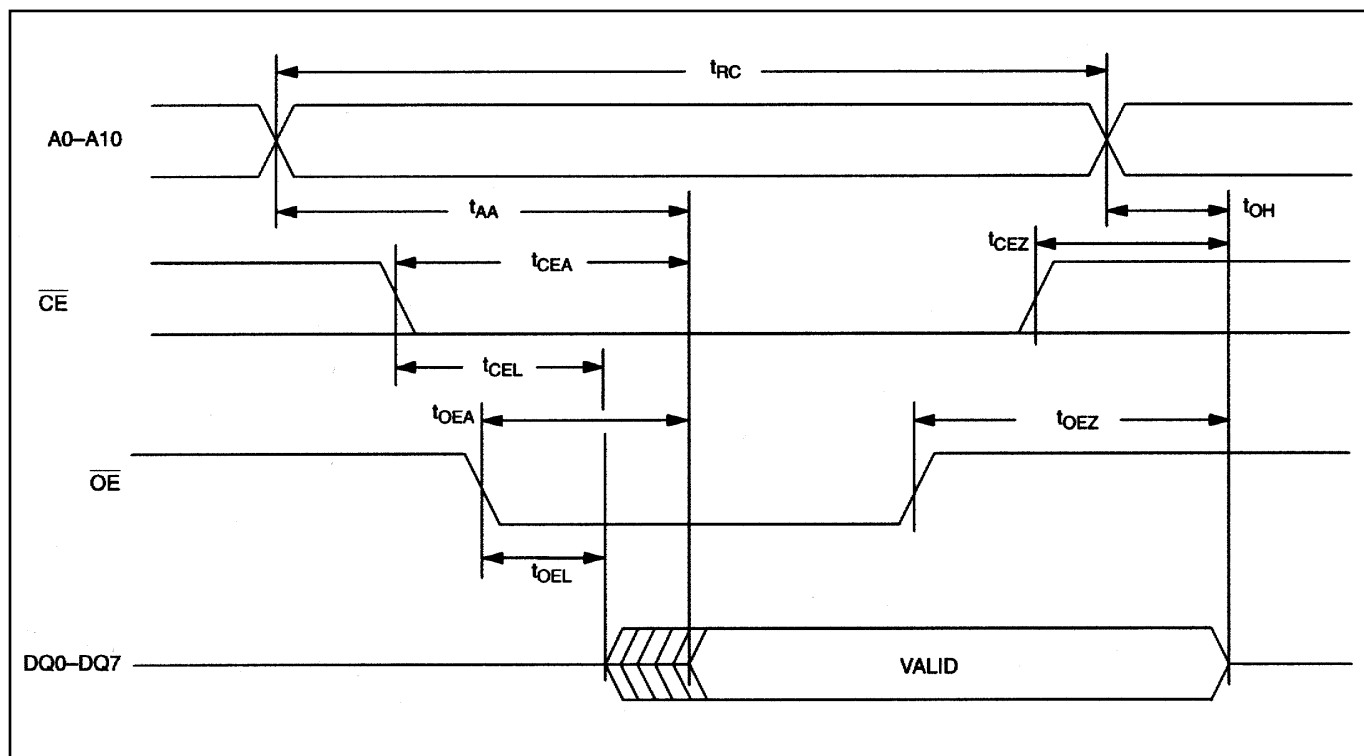 tRC
A0–A10
tAA
tOH
tCEZ
tCEA
CE
tCEL
tOEA
tOEZ
OE
tOEL
DQ0–DQ7
VALID